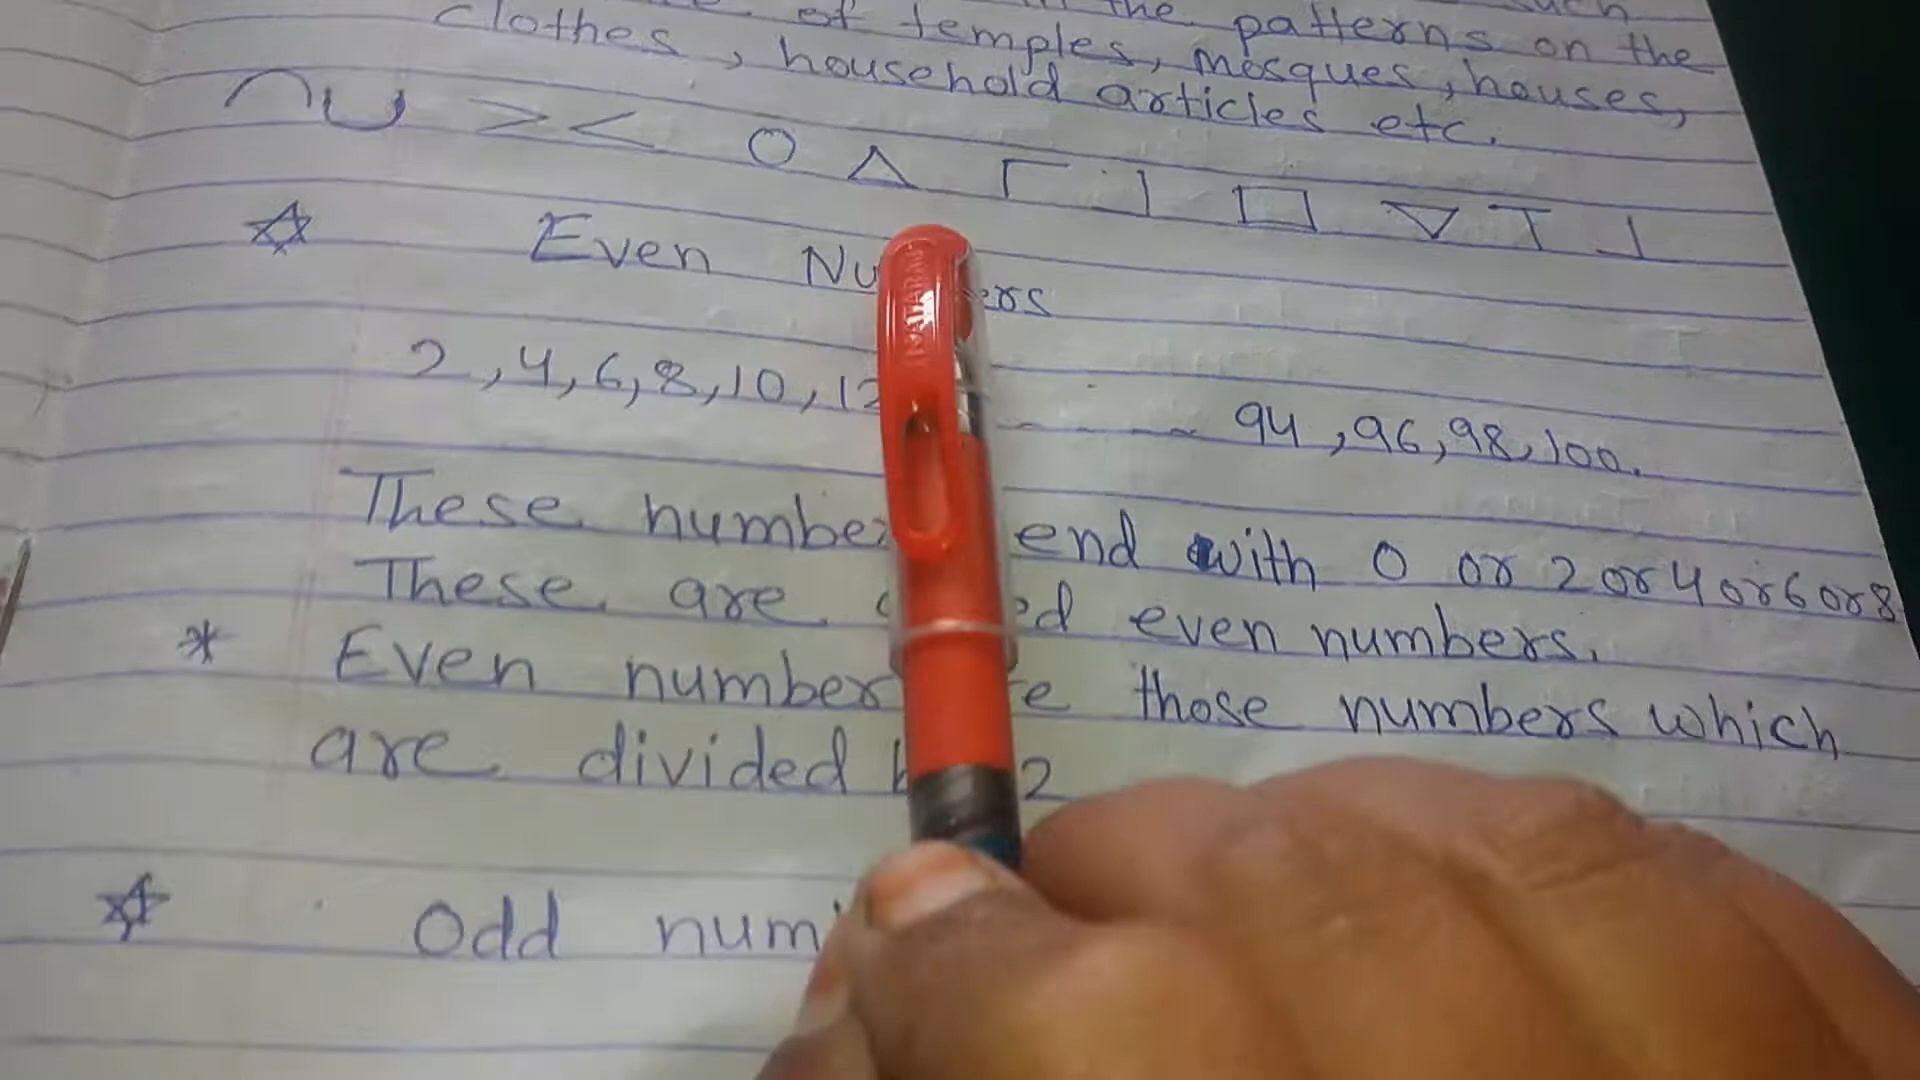 of temples, mosques, houses,
the patterns on the
clothes, household articles etc.
Even
2, 4, 6, 8, 10, 12 - - - - - 94, 96, 98, 100.
These end with 0 or 2 or 4 or 6 or 8
These are even numbers.
* Even those numbers which
are divided 2
Odd